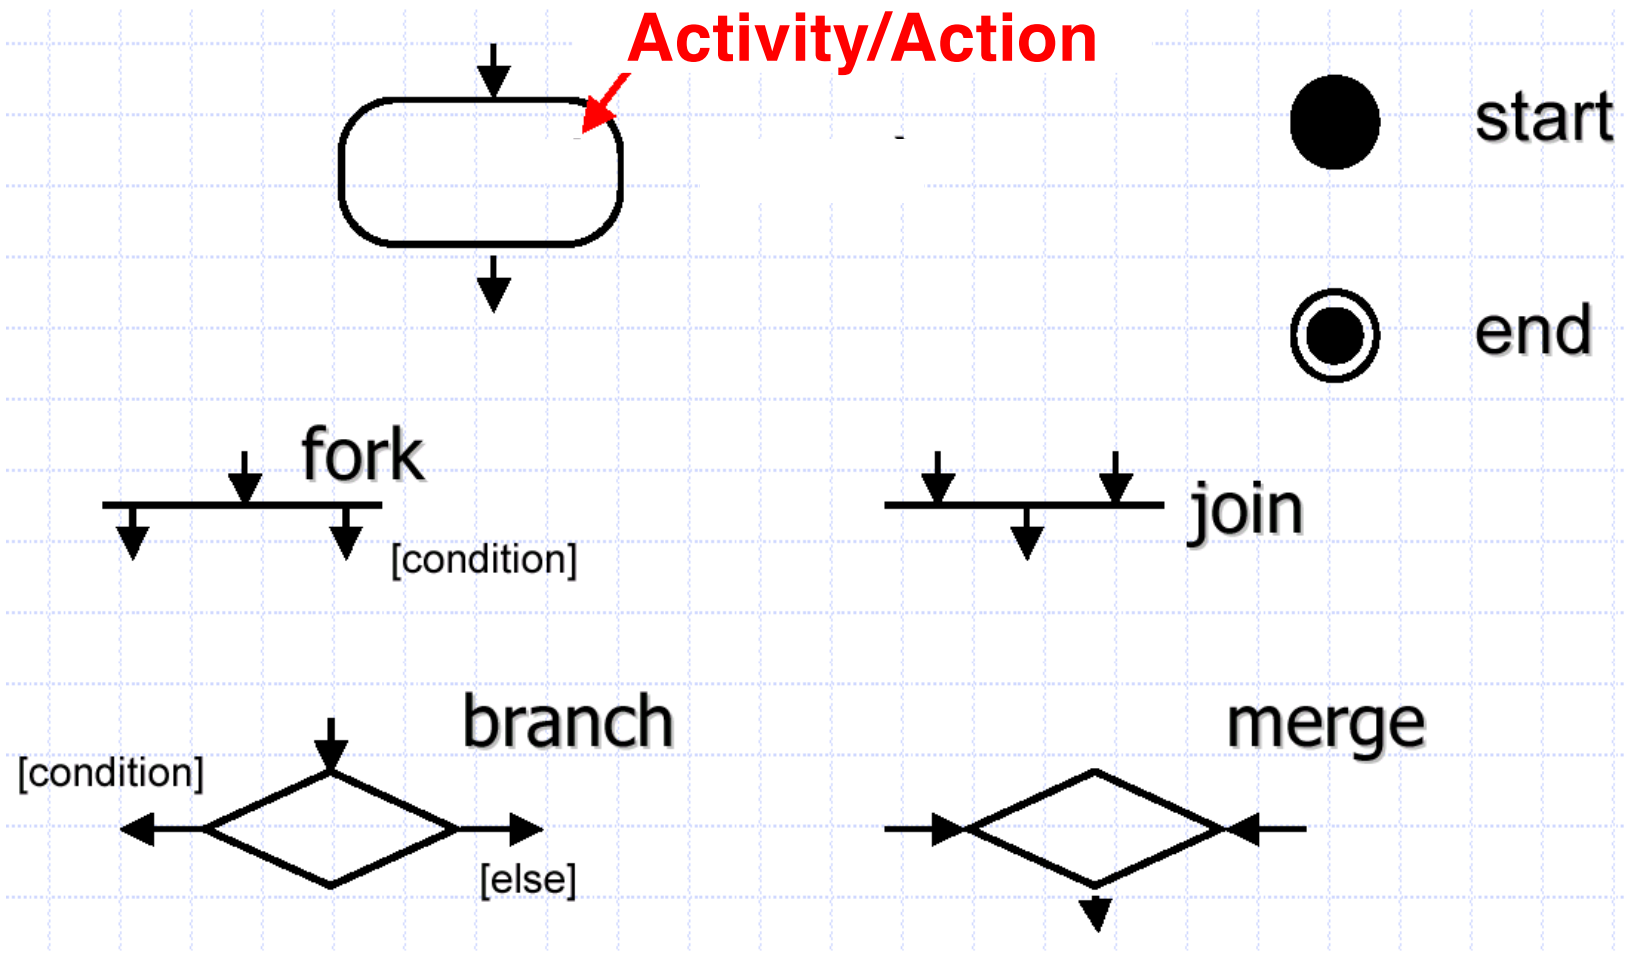 Activity/Action
start
end
fork
[condition]
join
branch
[condition]
[else]
merge